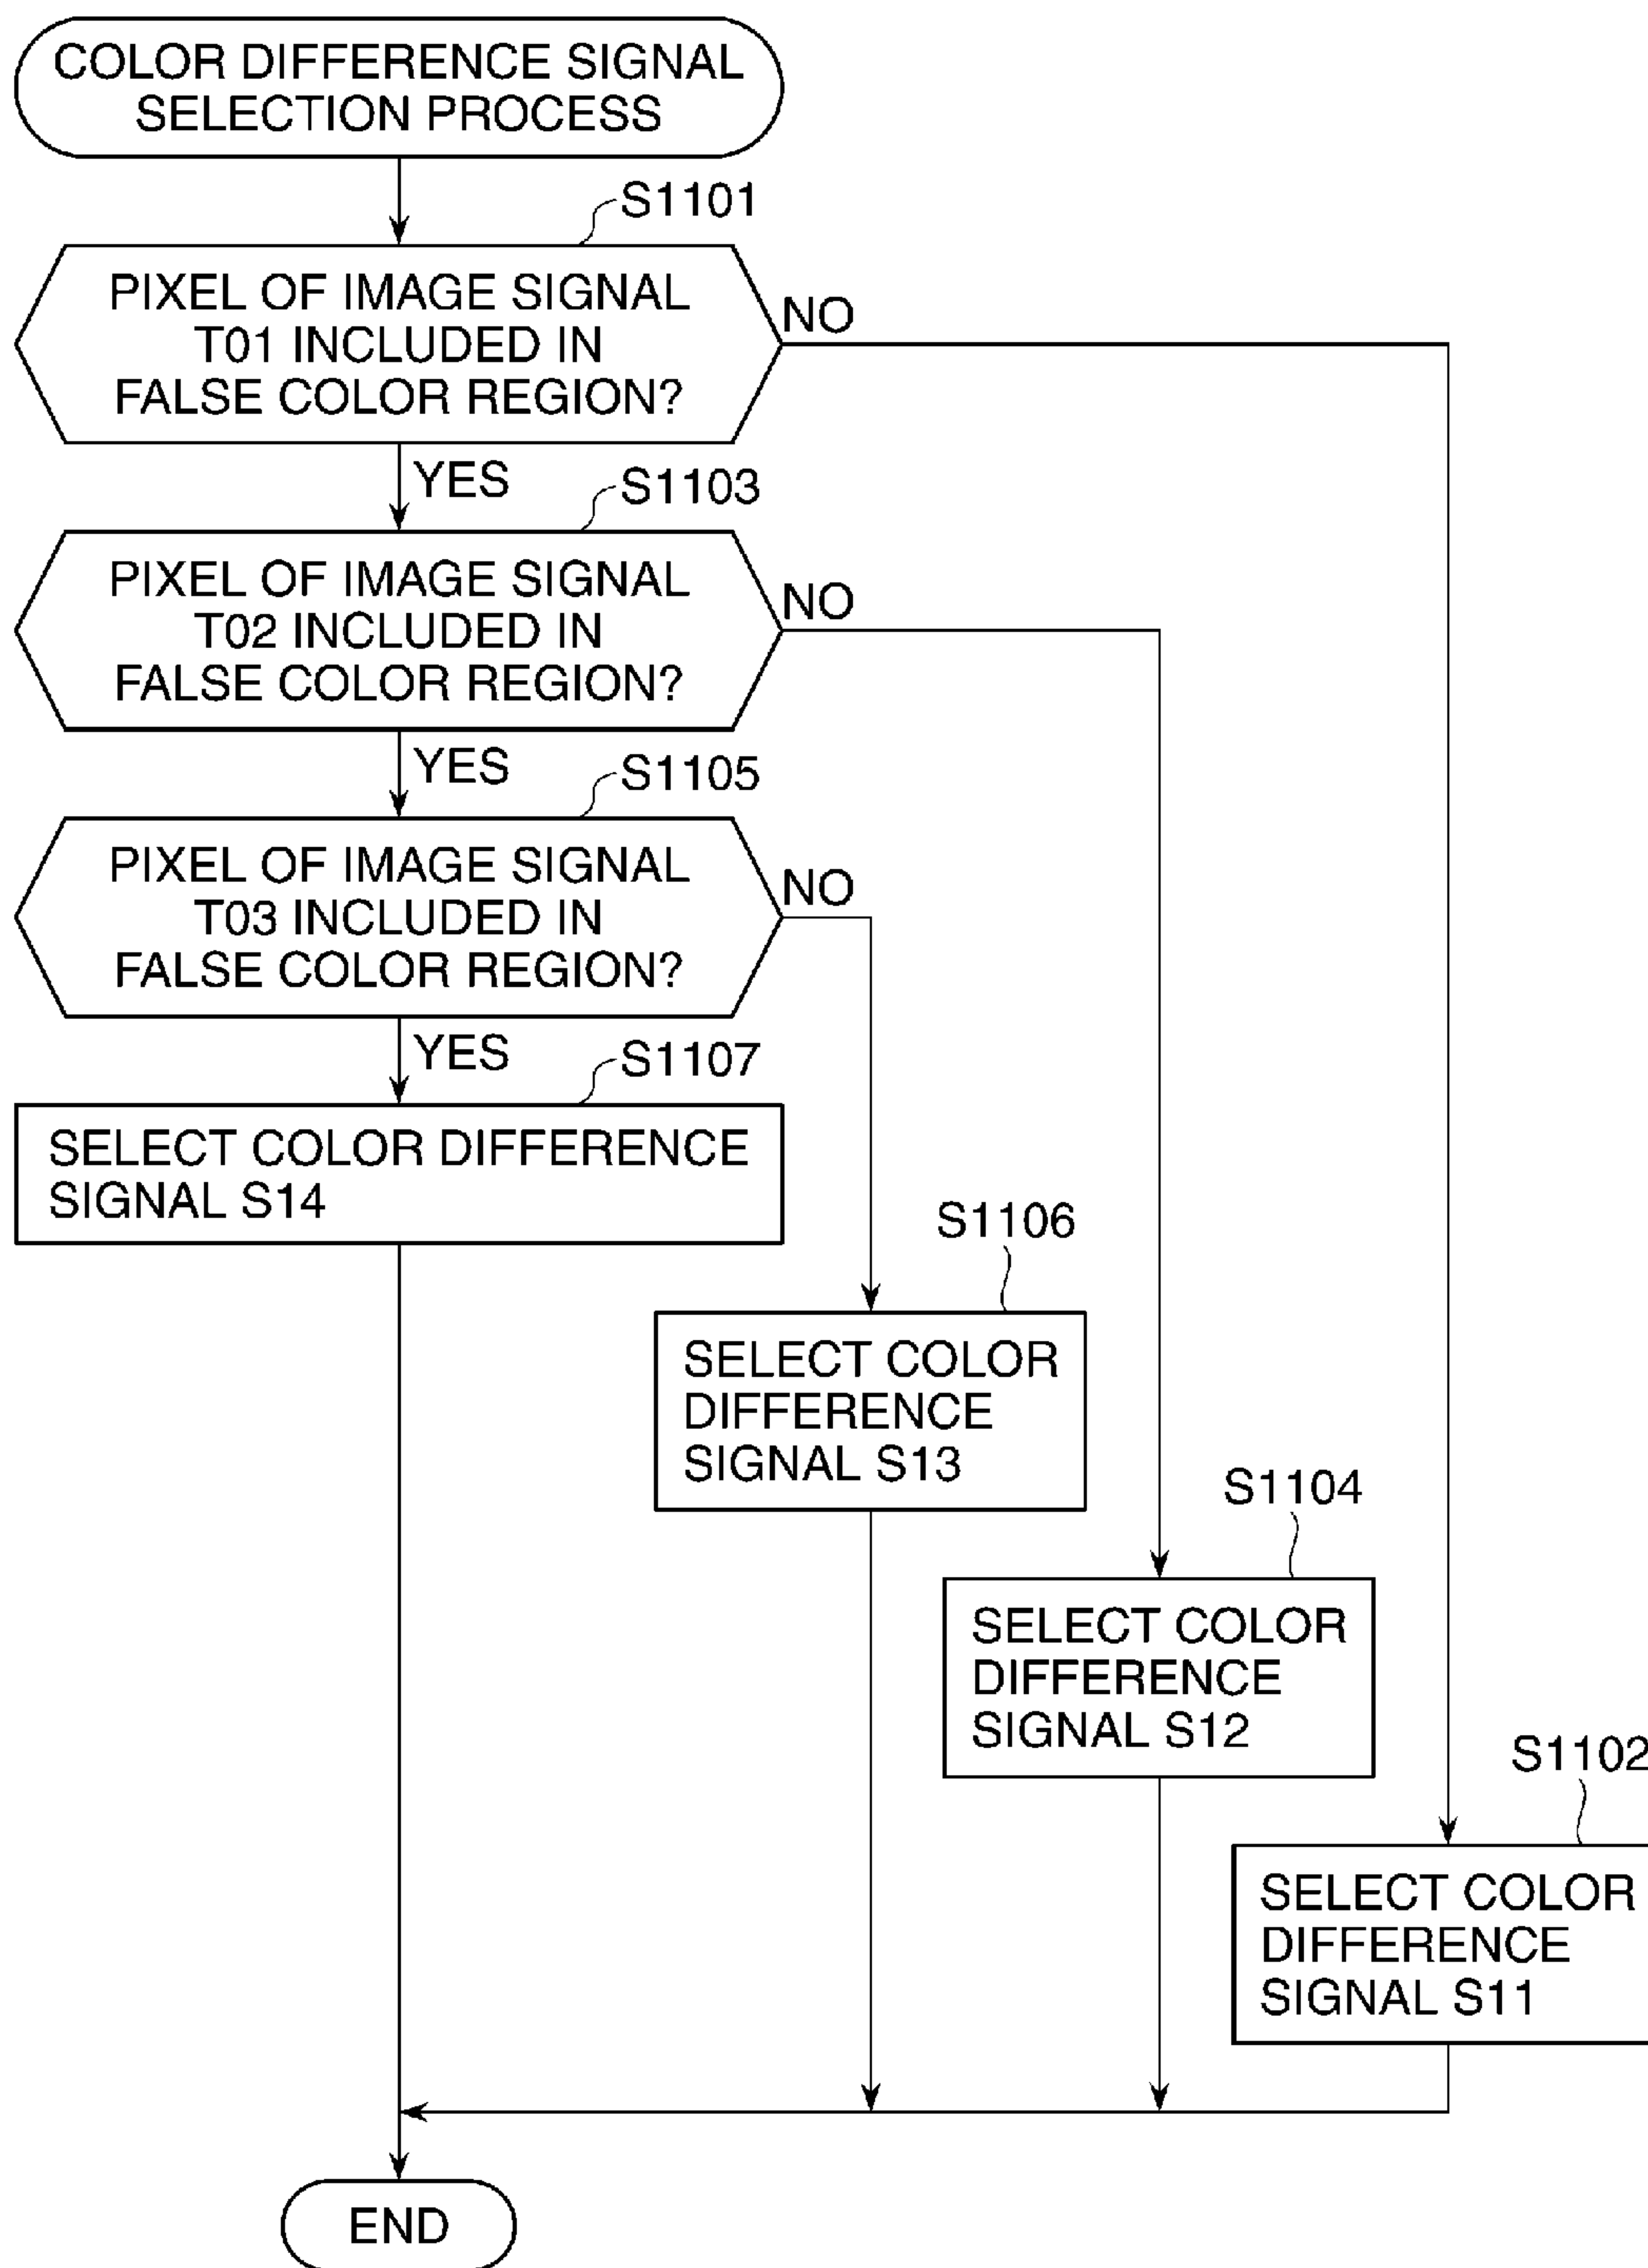 COLOR DIFFERENCE SIGNAL
SELECTION PROCESS
S1101
PIXEL OF IMAGE SIGNAL
T01 INCLUDED IN
FALSE COLOR REGION?
NO
YES
S1103
PIXEL OF IMAGE SIGNAL
T02 INCLUDED IN
FALSE COLOR REGION?
NO
YES
S1105
PIXEL OF IMAGE SIGNAL
T03 INCLUDED IN
FALSE COLOR REGION?
NO
YES
S1107
SELECT COLOR DIFFERENCE
SIGNAL S14
S1106
SELECT COLOR
DIFFERENCE
SIGNAL S13
S1104
SELECT COLOR
DIFFERENCE
SIGNAL S12
S1102
SELECT COLOR
DIFFERENCE
SIGNAL S11
END